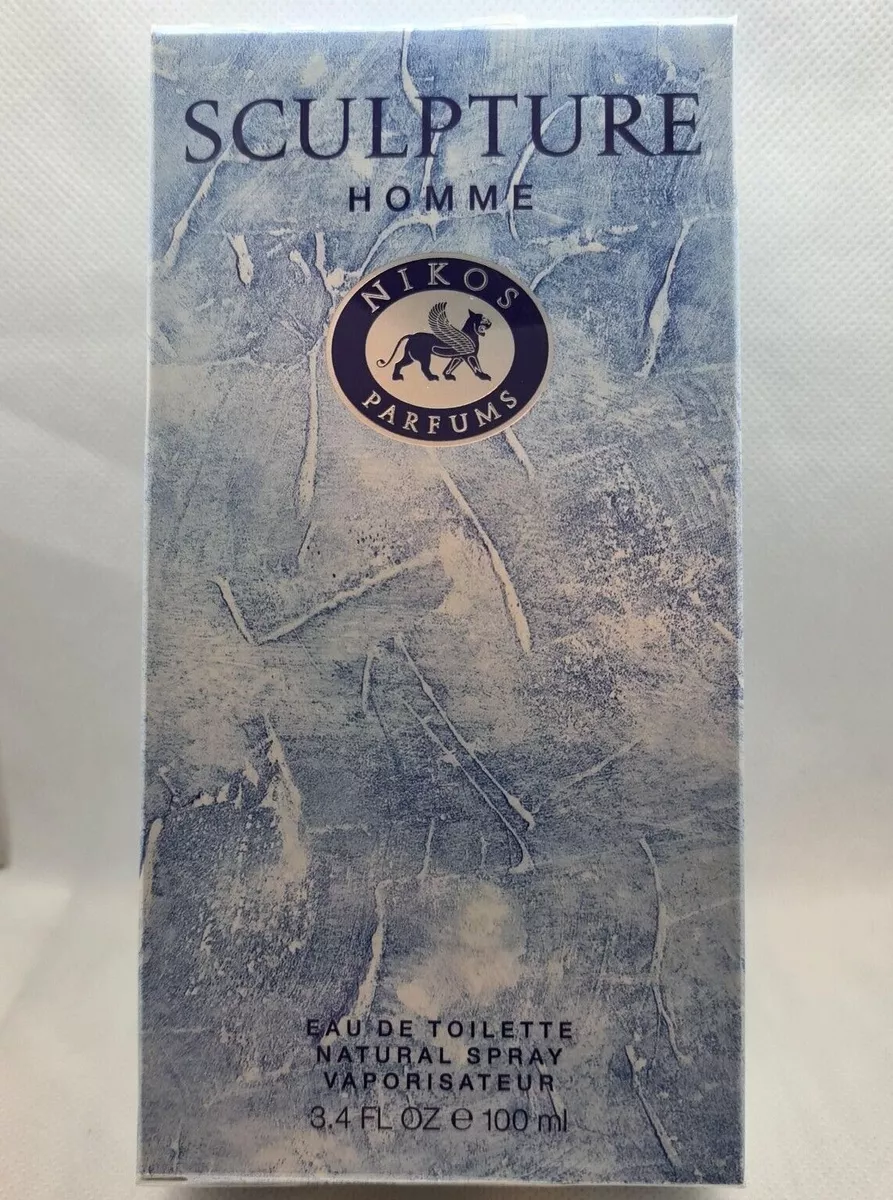 SCULPTURE
HOMME
NIKOS
PARFUMS
EAU DE TOILETTE
NATURAL SPRAY
VAPORISATEUR
3.4 FL OZ ℮ 100 ml